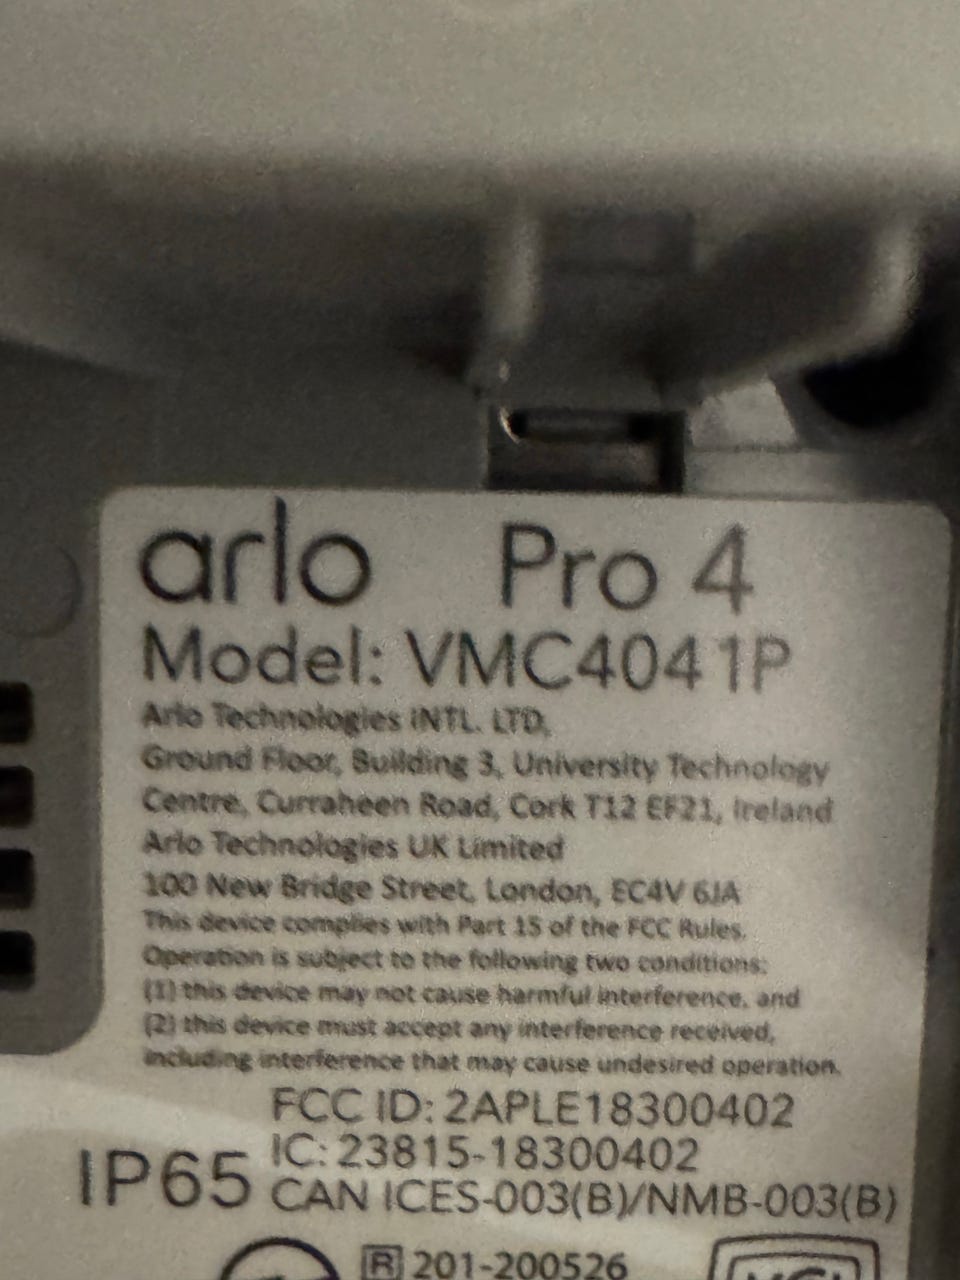 arlo Pro 4
Model: VMC4041P
Arlo Technologies INTL. LTD,
Ground Floor, Building 3, University Technology
Centre, Curraheen Road, Cork T12 EF21, Ireland
Arlo Technologies UK Limited
100 New Bridge Street, London, EC4V 6JA
This device complies with Part 15 of the FCC Rules.
Operation is subject to the following two conditions:
(1) this device may not cause harmful interference, and
(2) this device must accept any interference received,
including interference that may cause undesired operation.
FCC ID: 2APLE18300402
IC: 23815-18300402
IP65 CAN ICES-003(B)/NMB-003(B)
R 201-200526